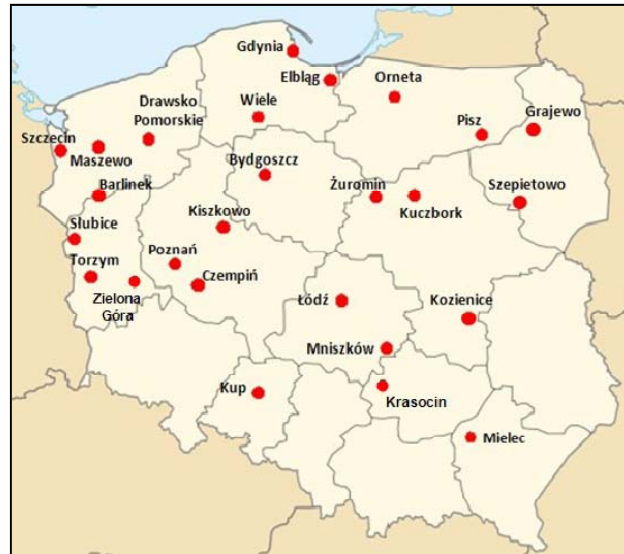 Gdynia
Elbląg
Orneta
Drawsko
Pomorskie
Wiele
Grajewo
Pisz
Szczecin
Maszewo
Bydgoszcz
Barlinek
Żuromin
Szepietowo
Kuczbork
Kiszkowo
Słubice
Poznań
Torzym
Czempiń
Zielona
Góra
Łódź
Kozienice
Mniszków
Kup
Krasocin
Mielec